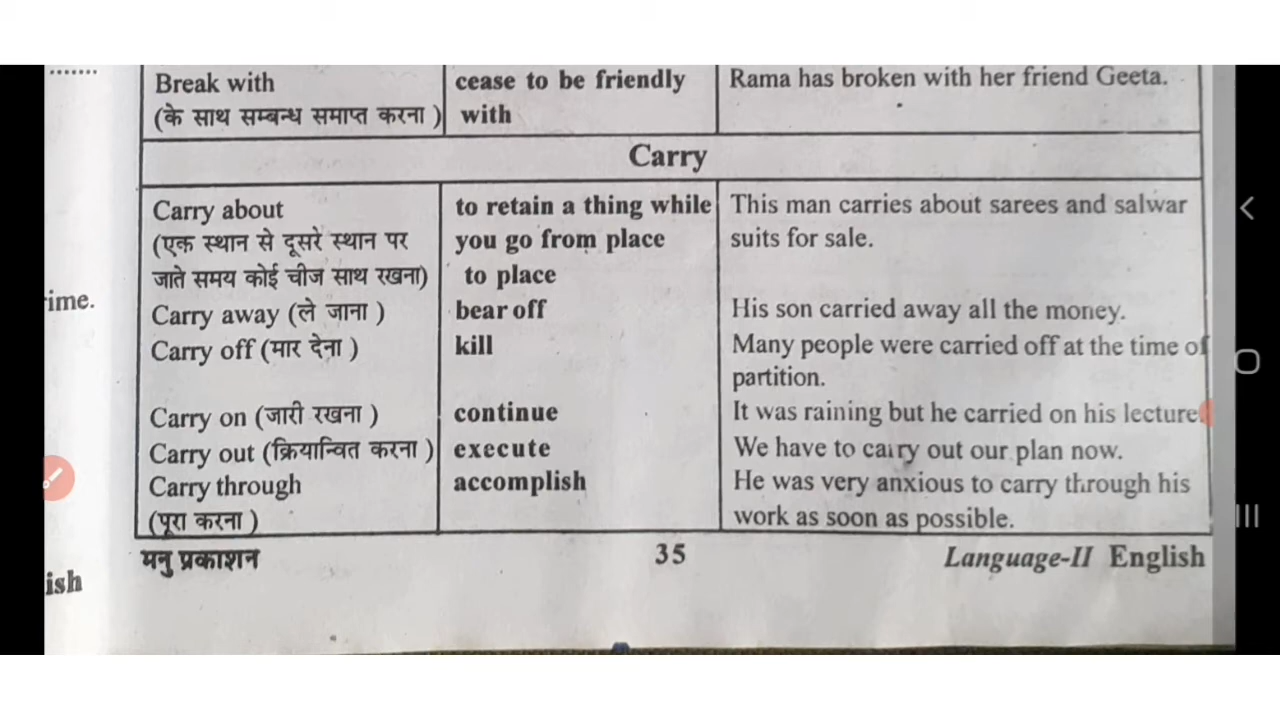 ........
Break with
(के साथ सम्बन्ध समाप्त करना )
cease to be friendly
with
Rama has broken with her friend Geeta.
Carry
Carry about
(एक स्थान से दूसरे स्थान पर
जाते समय कोई चीज साथ रखना)
to retain a thing while
you go from place
to place
This man carries about sarees and salwar
suits for sale.
Carry away (ले जाना )
bear off
His son carried away all the money.
Carry off (मार देना )
kill
Many people were carried off at the time of
partition.
Carry on (जारी रखना )
continue
It was raining but he carried on his lecture
Carry out (क्रियान्वित करना )
execute
We have to carry out our plan now.
Carry through
(पूरा करना )
accomplish
He was very anxious to carry through his
work as soon as possible.
ime.
ish
मनु प्रकाशन
35
Language-II English